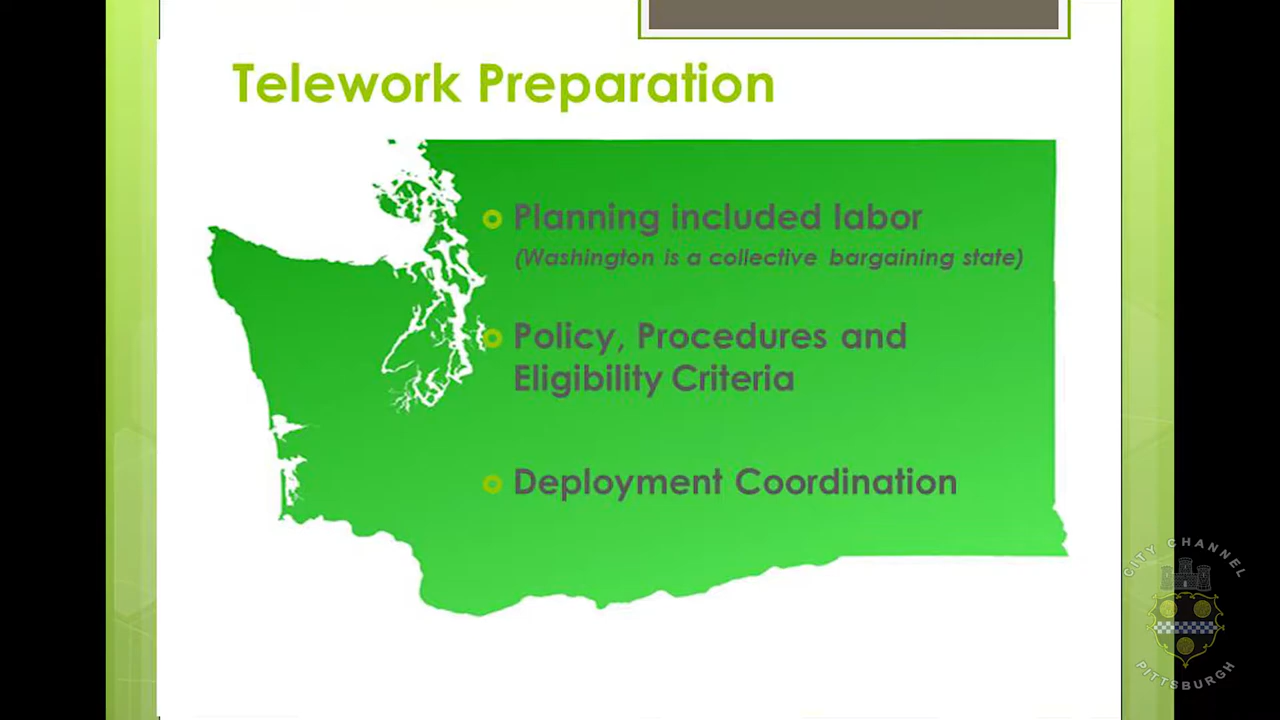 Telework Preparation
Planning included labor
(Washington is a collective bargaining state)
Policy, Procedures and
Eligibility Criteria
Deployment Coordination
CITY CHANNEL
PITTSBURGH